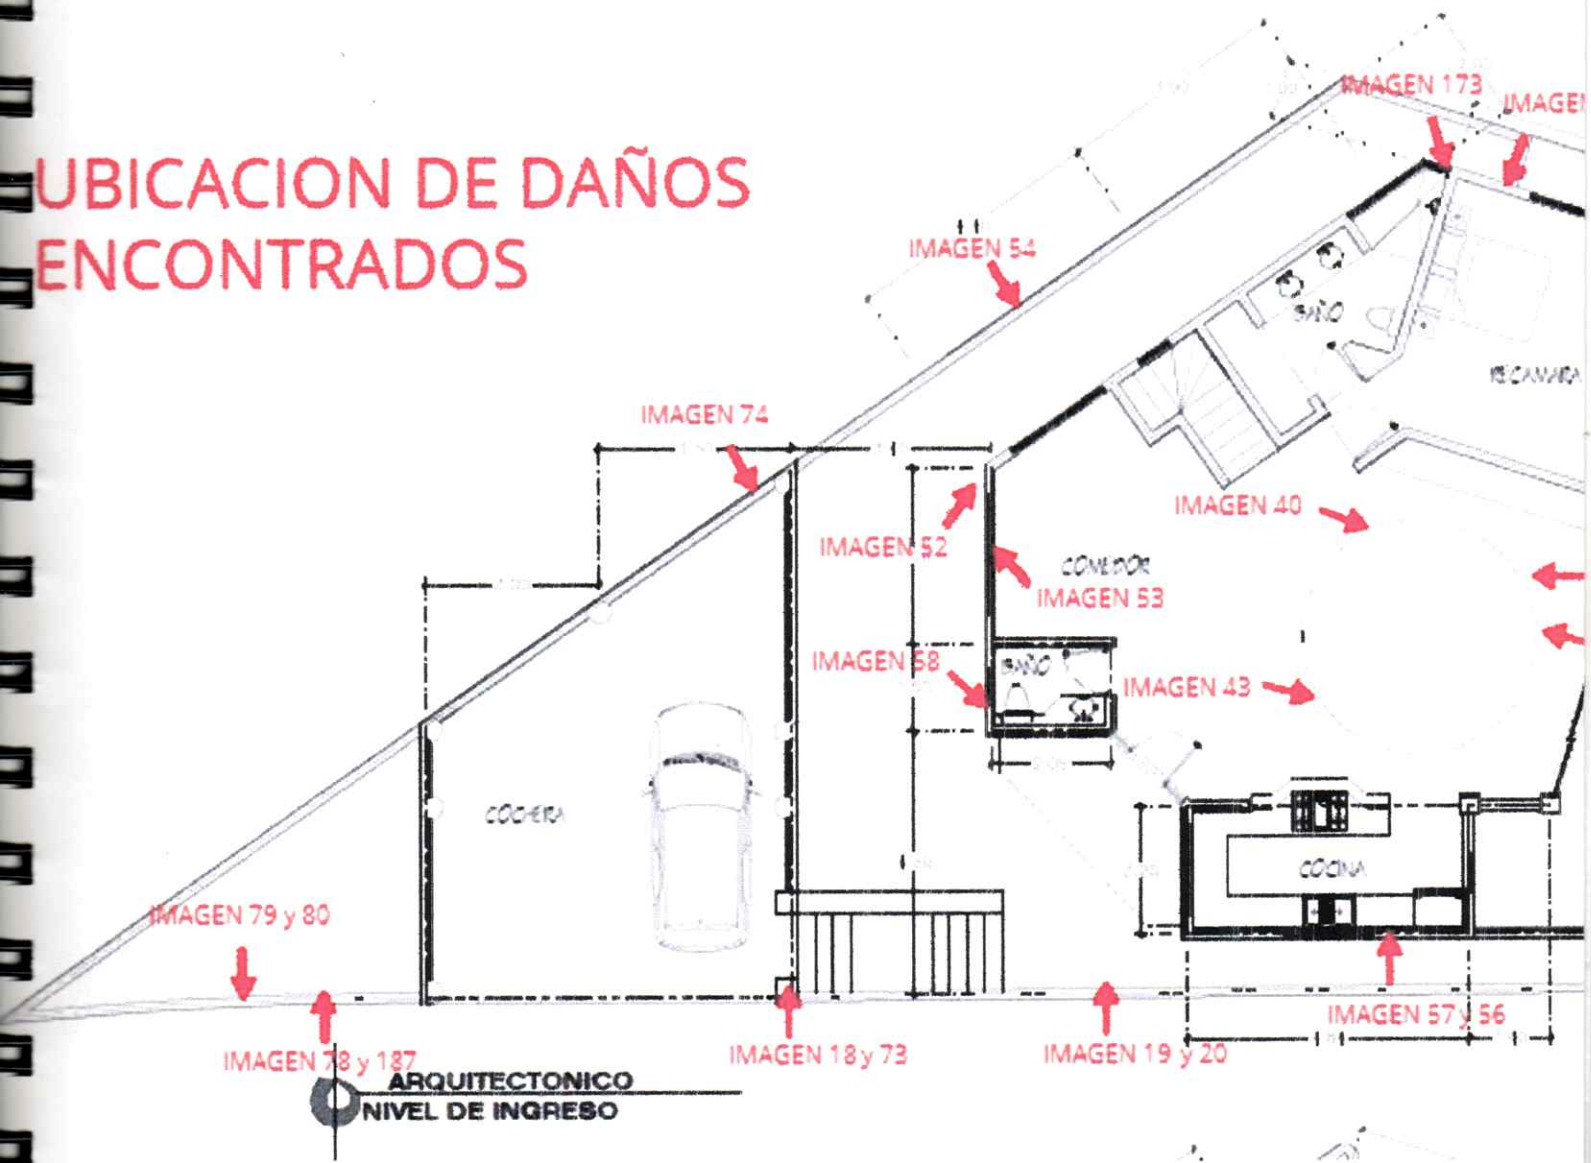 IMAGEN 173
IMAGEN
UBICACION DE DAÑOS
ENCONTRADOS
IMAGEN 54
BAÑO
RECAMARA
IMAGEN 74
IMAGEN 40
IMAGEN 52
COMEDOR
IMAGEN 53
IMAGEN 58
BAÑO
IMAGEN 43
COCHERA
COCINA
IMAGEN 79 y 80
IMAGEN 57 y 56
IMAGEN 78 y 187
IMAGEN 18 y 73
IMAGEN 19 y 20
ARQUITECTONICO
NIVEL DE INGRESO